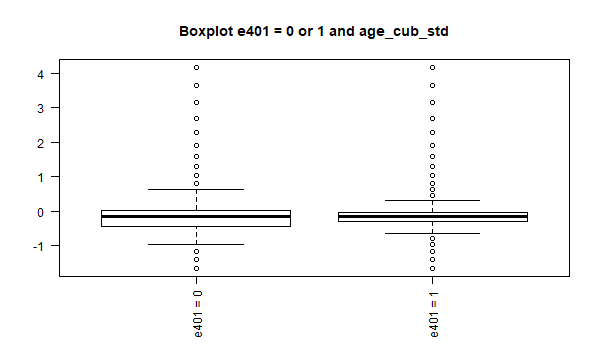 Boxplot e401 = 0 or 1 and age_cub_std
4
3
2
1
0
-1
e401 = 0
e401 = 1